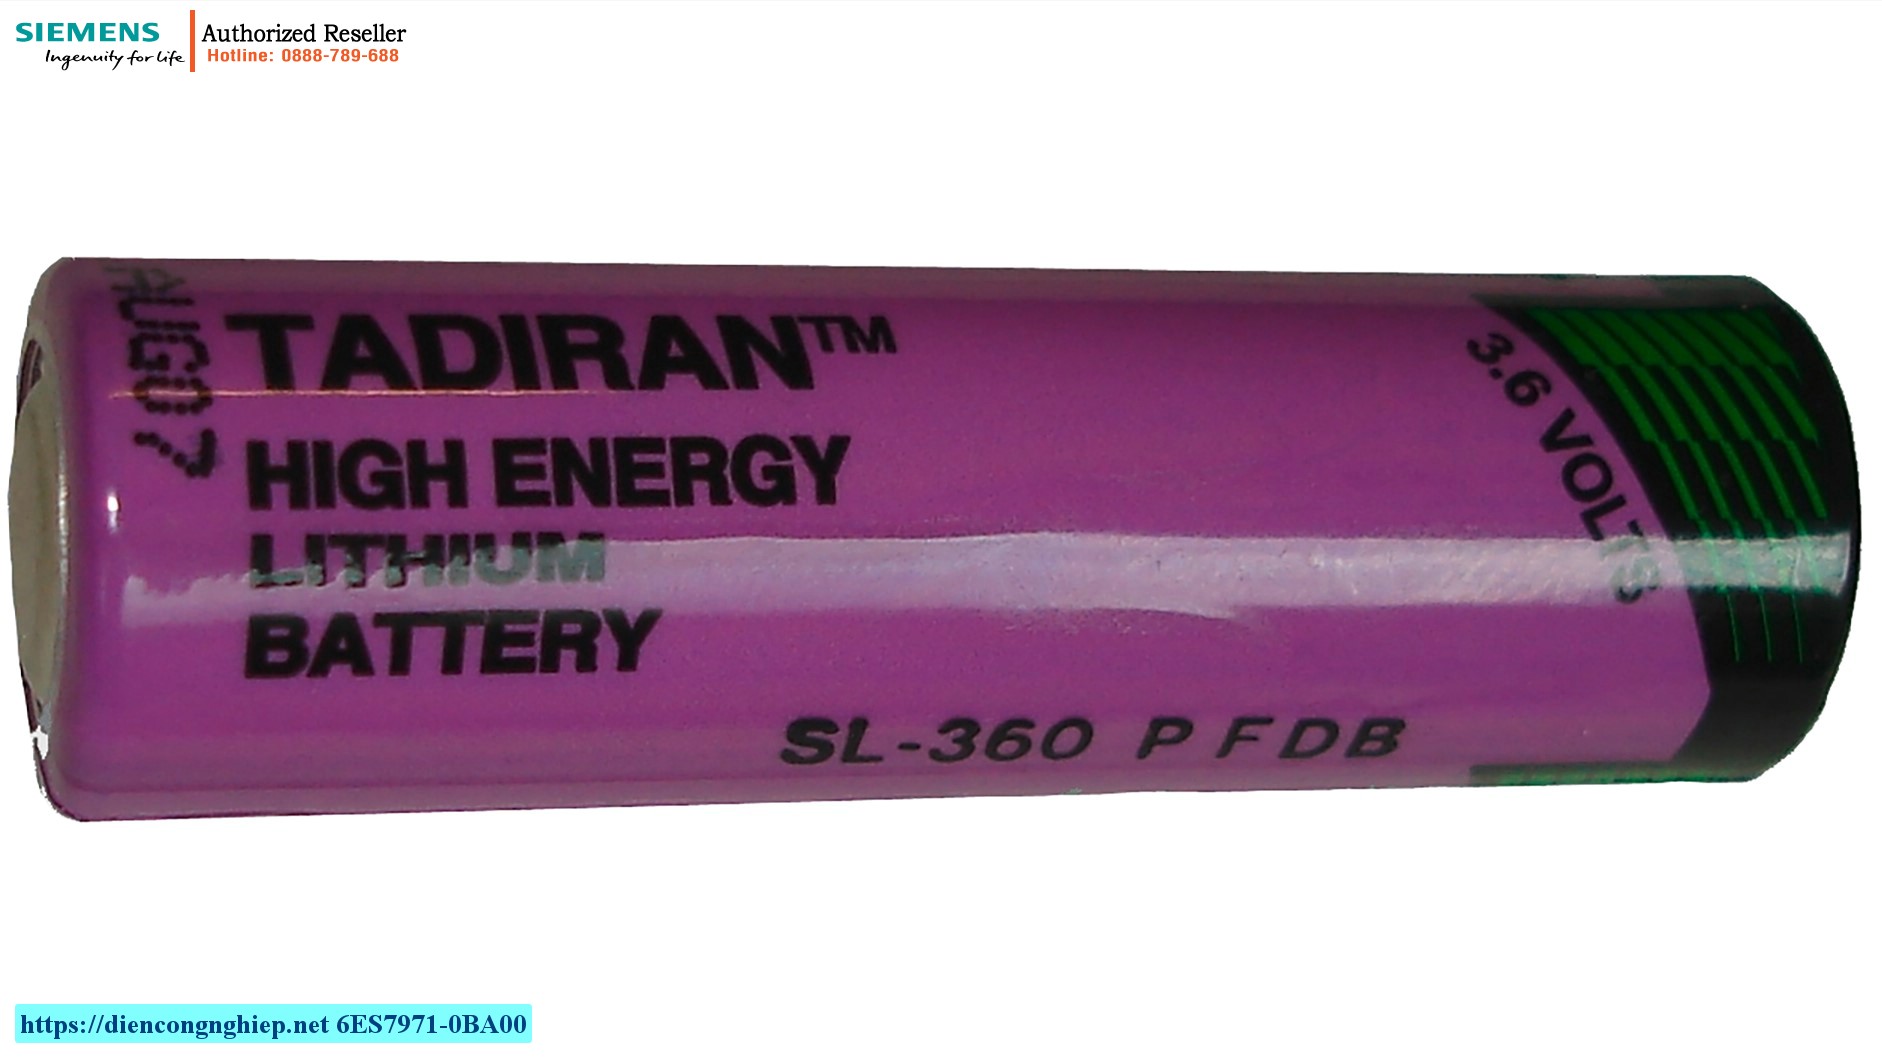 SIEMENS
Ingenuity for life
Authorized Reseller
Hotline: 0888-789-688
AUG07
TADIRAN™
HIGH ENERGY
LITHIUM
BATTERY
3.6 VOLTS
SL-360 P F D B
https://diencongnghiep.net 6ES7971-0BA00